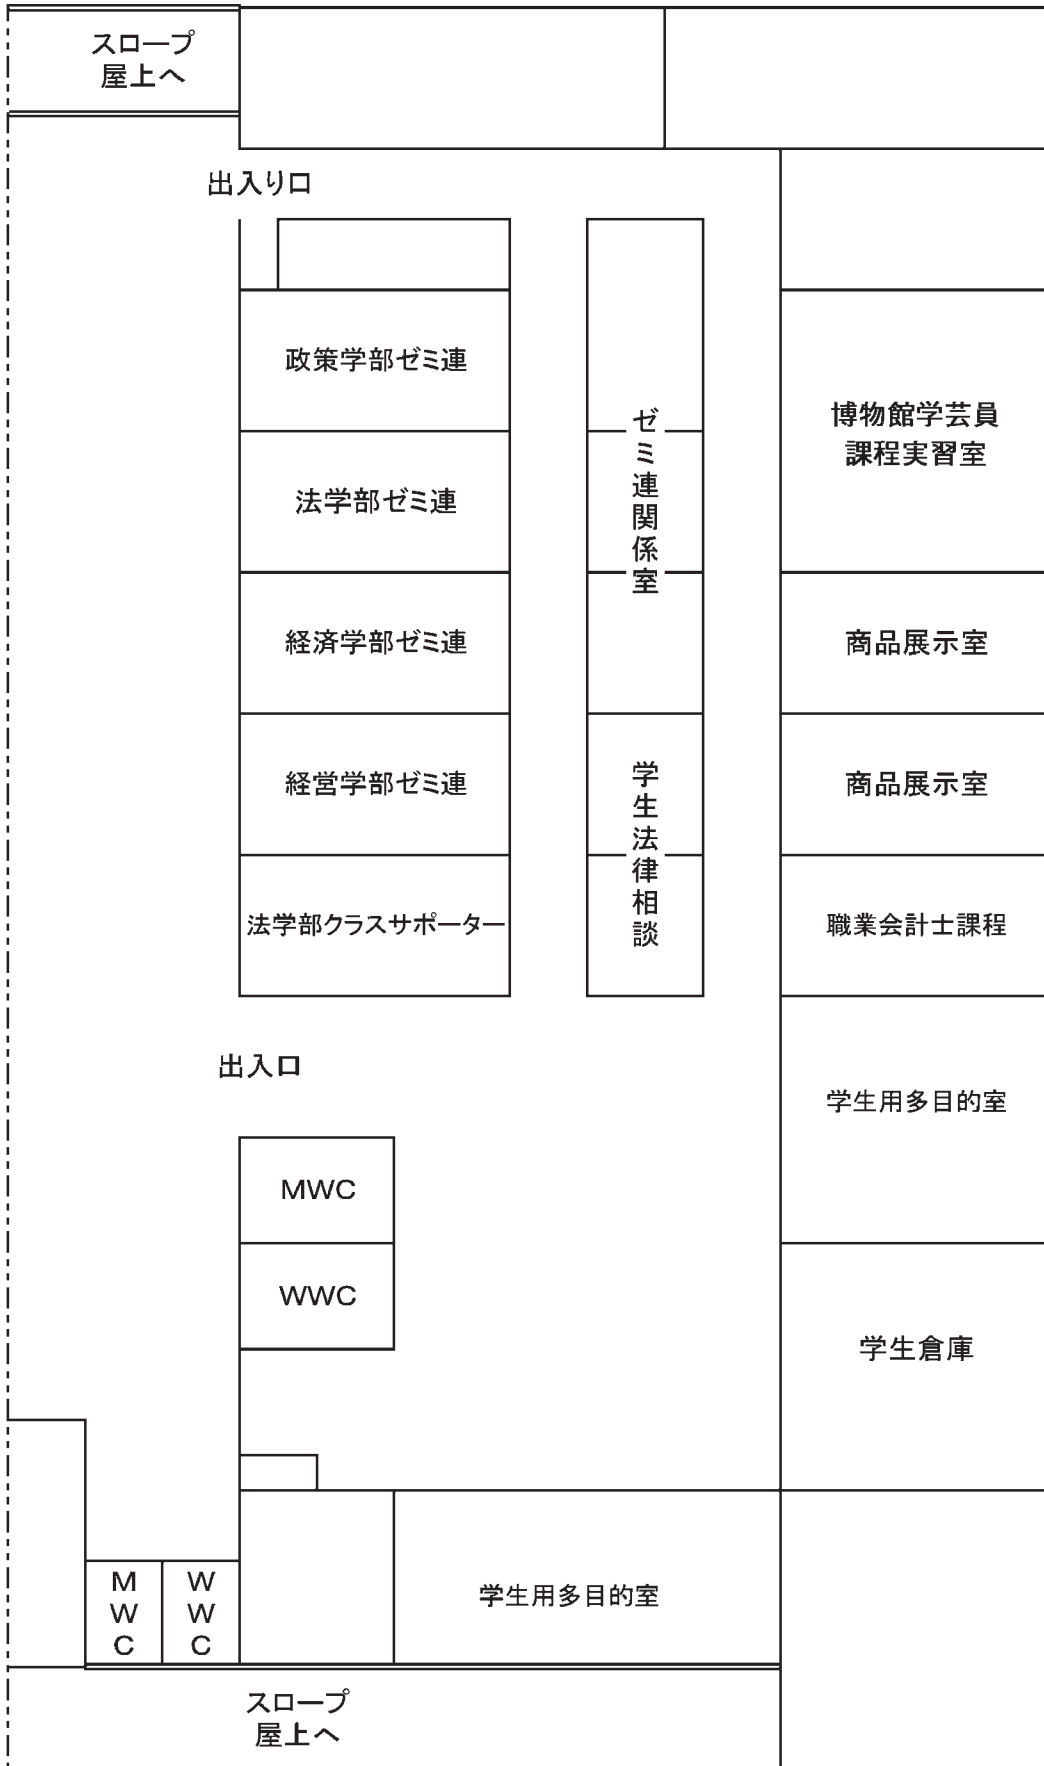 スロープ
屋上へ
出入り口
政策学部ゼミ連
法学部ゼミ連
経済学部ゼミ連
経営学部ゼミ連
法学部クラスサポーター
ゼミ連関係室
学生法律相談
博物館学芸員
課程実習室
商品展示室
商品展示室
職業会計士課程
学生用多目的室
学生倉庫
出入口
MWC
WWC
MWC
WWC
学生用多目的室
スロープ
屋上へ